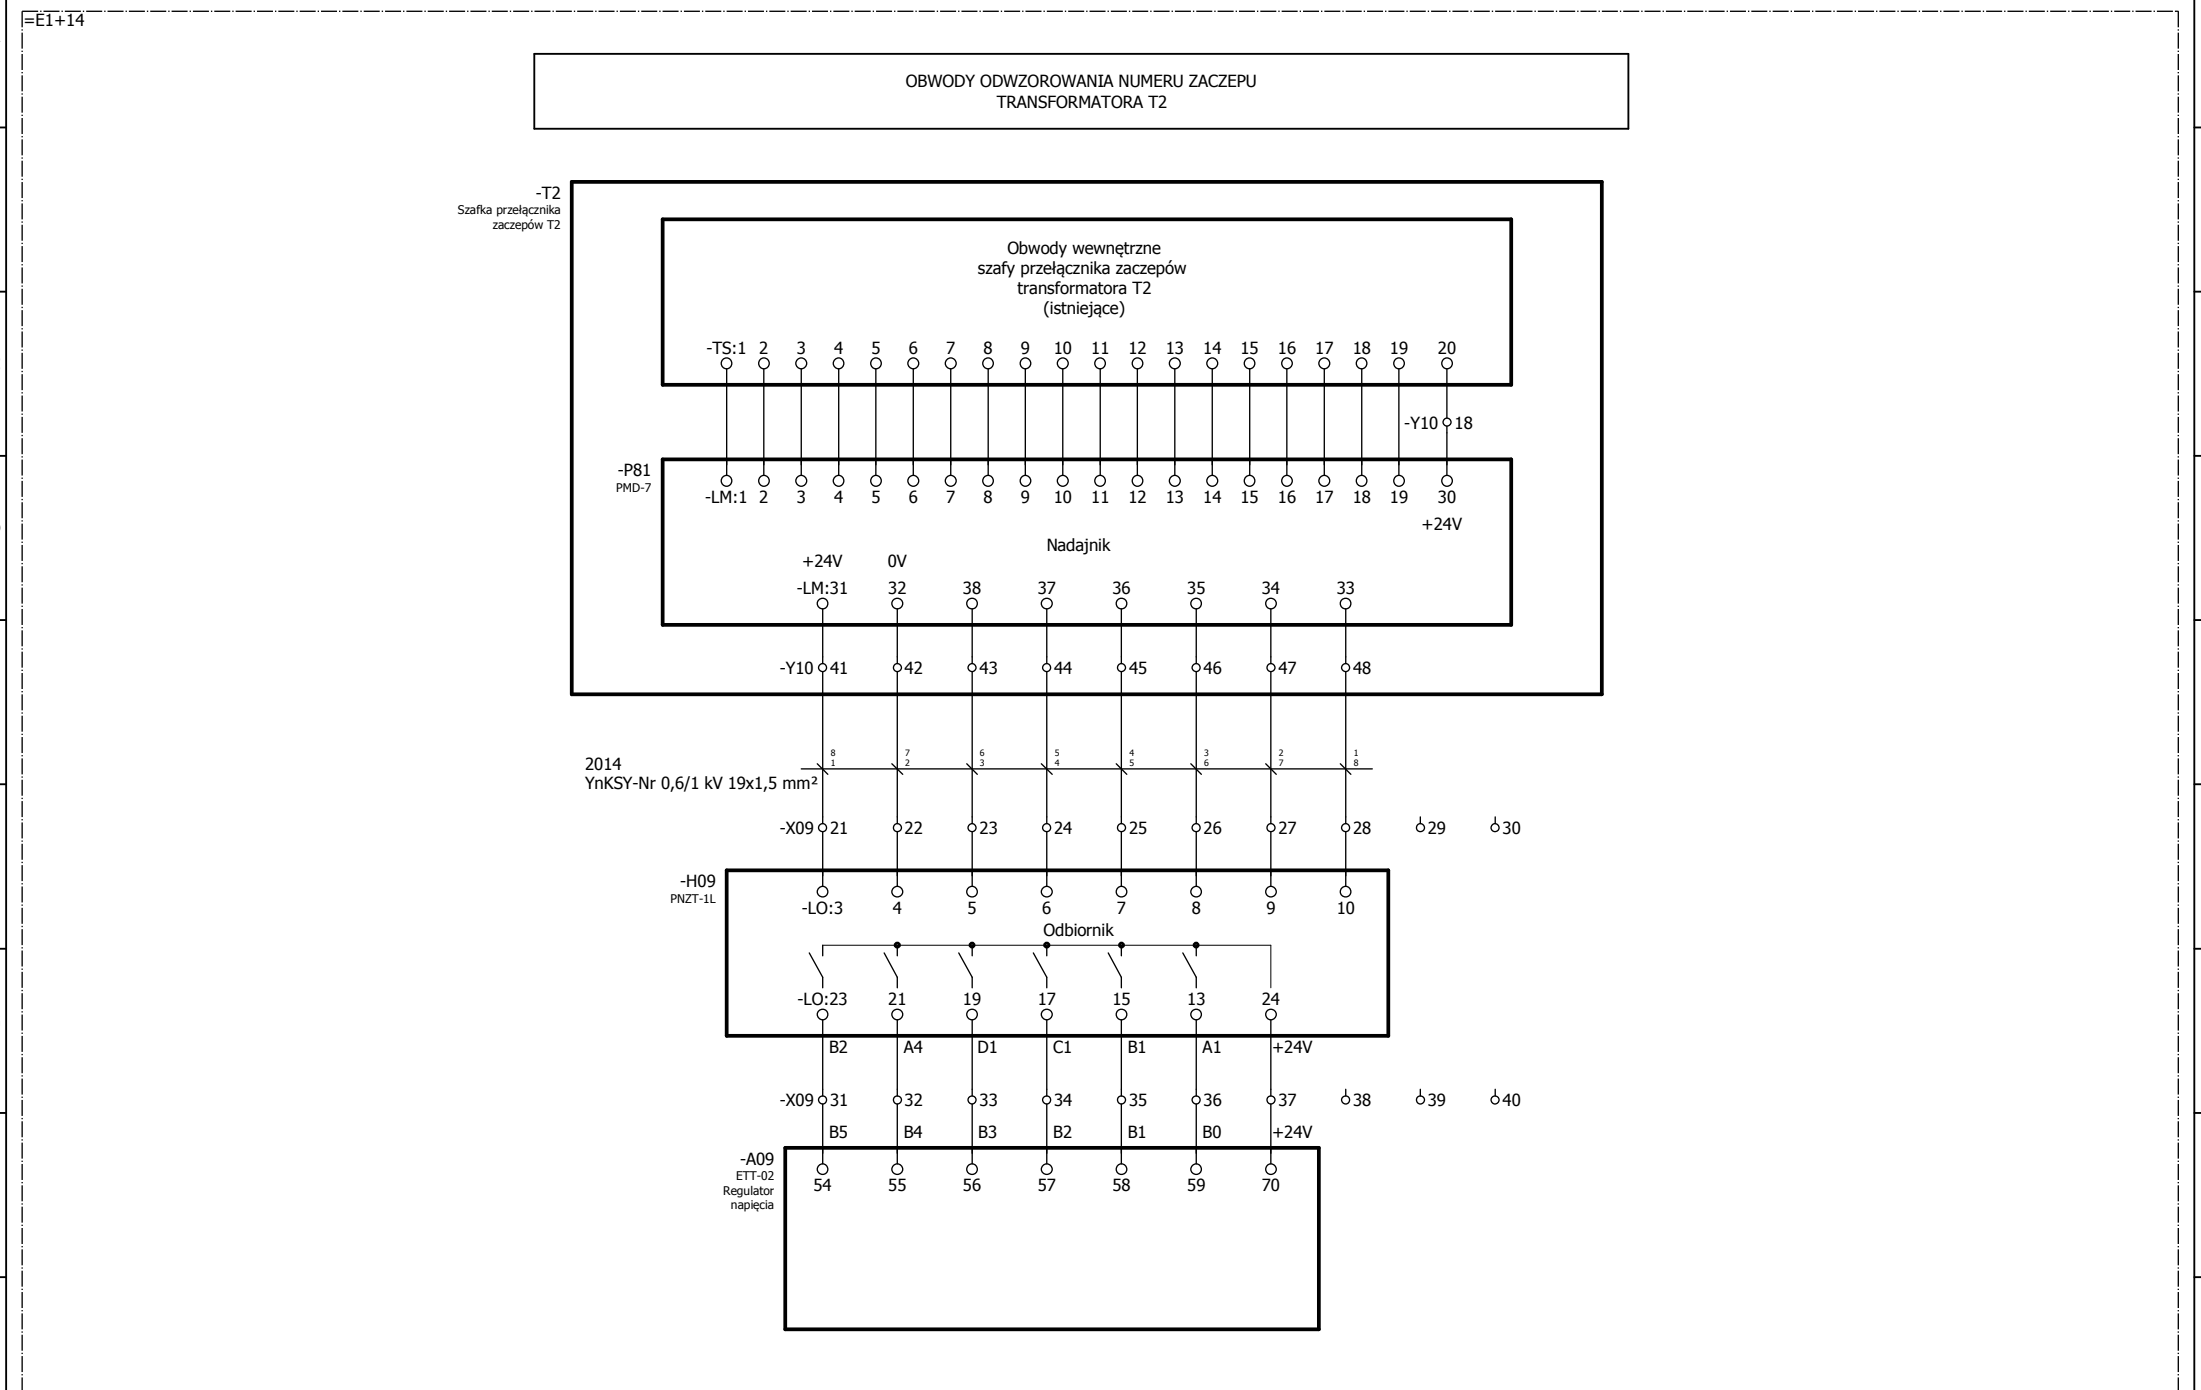 =E1+14
OBWODY ODWZOROWANIA NUMERU ZACZEPU
TRANSFORMATORA T2
-T2
Szafka przełącznika
zaczepów T2
Obwody wewnętrzne
szafy przełącznika zaczepów
transformatora T2
(istniejące)
-TS:1 2 3 4 5 6 7 8 9 10 11 12 13 14 15 16 17 18 19 20
-Y10 18
-P81
PMD-7
-LM:1 2 3 4 5 6 7 8 9 10 11 12 13 14 15 16 17 18 19 30
+24V
Nadajnik
+24V 0V
-LM:31 32 38 37 36 35 34 33
-Y10 41 42 43 44 45 46 47 48
8 7 6 5 4 3 2 1
1 2 3 4 5 6 7 8
2014
YnKSY-Nr 0,6/1 kV 19x1,5 mm²
-X09 21 22 23 24 25 26 27 28 29 30
-H09
PNZT-1L
-LO:3 4 5 6 7 8 9 10
Odbiornik
-LO:23 21 19 17 15 13 24
B2 A4 D1 C1 B1 A1 +24V
-X09 31 32 33 34 35 36 37 38 39 40
B5 B4 B3 B2 B1 B0 +24V
-A09
ETT-02
Regulator
napięcia
54 55 56 57 58 59 70